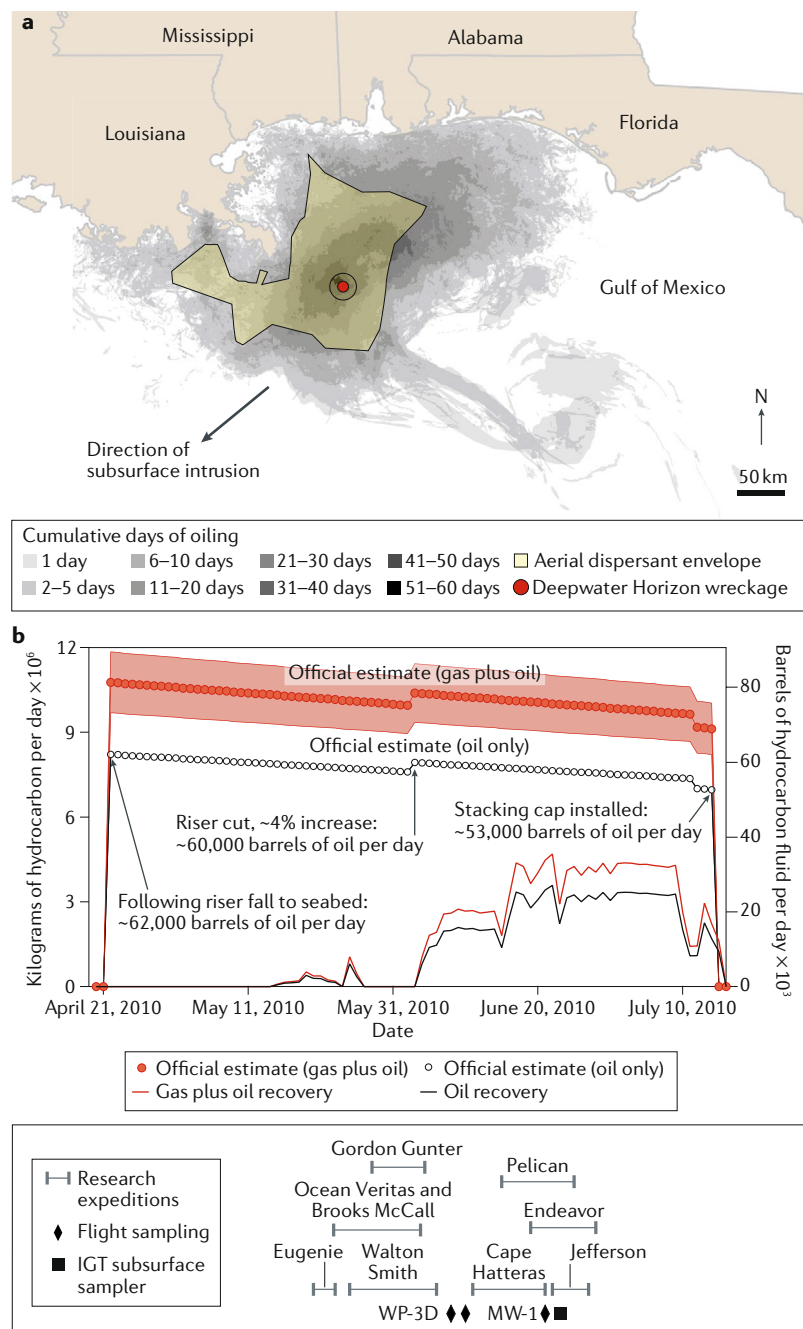 a
Mississippi
Alabama
Louisiana
Florida
Gulf of Mexico
Direction of
subsurface intrusion
N
50 km
Cumulative days of oiling
1 day
6–10 days
21–30 days
41–50 days
Aerial dispersant envelope
2–5 days
11–20 days
31–40 days
51–60 days
Deepwater Horizon wreckage
b
Kilograms of hydrocarbon per day × 10⁶
12
9
6
3
0
Official estimate (gas plus oil)
Official estimate (oil only)
Riser cut, ~4% increase:
~60,000 barrels of oil per day
Stacking cap installed:
~53,000 barrels of oil per day
Following riser fall to seabed:
~62,000 barrels of oil per day
80
60
40
20
0
Barrels of hydrocarbon
fluid per day × 10³
April 21, 2010
May 11, 2010
May 31, 2010
June 20, 2010
July 10, 2010
Date
Official estimate (gas plus oil)
Official estimate (oil only)
Gas plus oil recovery
Oil recovery
Research
expeditions
Flight sampling
IGT subsurface
sampler
Gordon Gunter
Pelican
Ocean Veritas and
Brooks McCall
Endeavor
Eugenie
Walton
Smith
Cape
Hatteras
Jefferson
WP-3D
MW-1